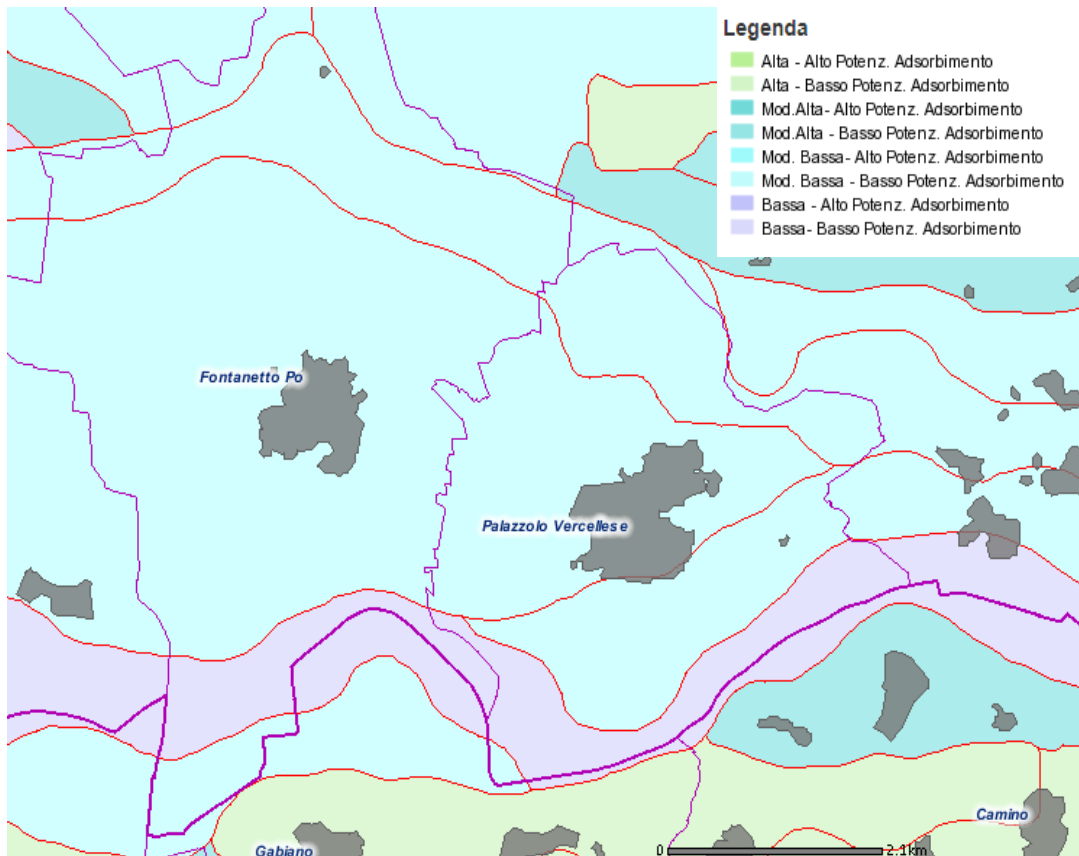 Legenda
Alta - Alto Potenz. Adsorbimento
Alta - Basso Potenz. Adsorbimento
Mod.Alta- Alto Potenz. Adsorbimento
Mod.Alta - Basso Potenz. Adsorbimento
Mod. Bassa- Alto Potenz. Adsorbimento
Mod. Bassa - Basso Potenz. Adsorbimento
Bassa - Alto Potenz. Adsorbimento
Bassa- Basso Potenz. Adsorbimento
Fontanetto Po
Palazzolo Vercellese
Camino
Gabiano
0 2.1km